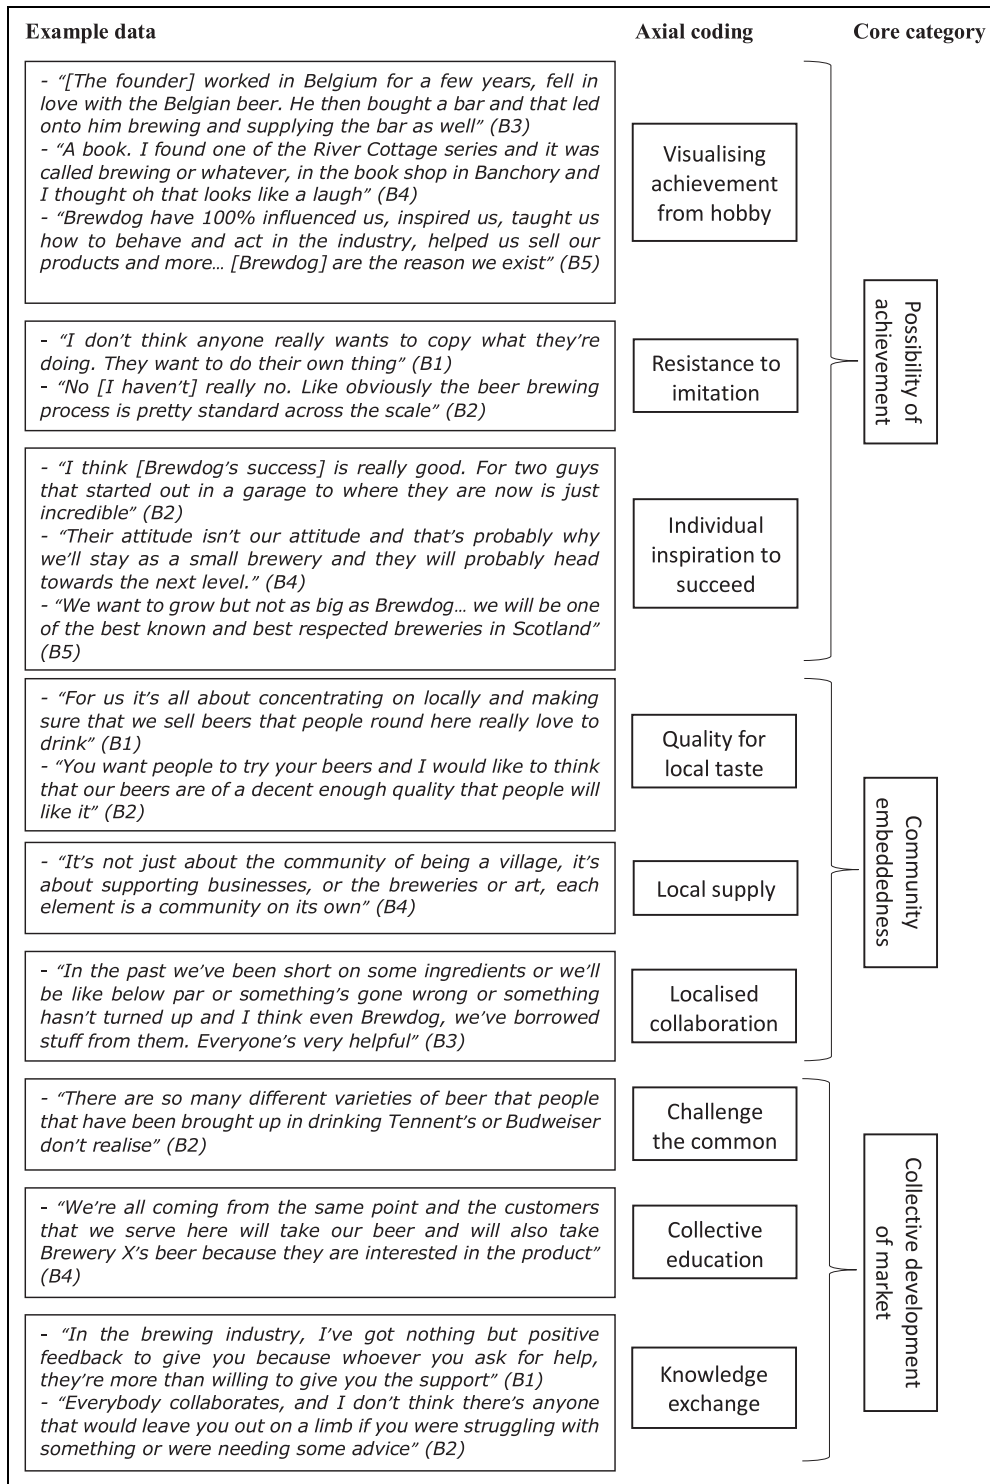 Example data
Axial coding
Core category
- “[The founder] worked in Belgium for a few years, fell in
love with the Belgian beer. He then bought a bar and that led
onto him brewing and supplying the bar as well” (B3)
- “A book. I found one of the River Cottage series and it was
called brewing or whatever, in the book shop in Banchory and
I thought oh that looks like a laugh” (B4)
- “Brewdog have 100% influenced us, inspired us, taught us
how to behave and act in the industry, helped us sell our
products and more… [Brewdog] are the reason we exist” (B5)
Visualising
achievement
from hobby
- “I don’t think anyone really wants to copy what they’re
doing. They want to do their own thing” (B1)
- “No [I haven’t] really no. Like obviously the beer brewing
process is pretty standard across the scale” (B2)
Resistance to
imitation
- “I think [Brewdog’s success] is really good. For two guys
that started out in a garage to where they are now is just
incredible” (B2)
- “Their attitude isn’t our attitude and that’s probably why
we’ll stay as a small brewery and they will probably head
towards the next level.” (B4)
- “We want to grow but not as big as Brewdog… we will be one
of the best known and best respected breweries in Scotland”
(B5)
Individual
inspiration to
succeed
Possibility of
achievement
- “For us it’s all about concentrating on locally and making
sure that we sell beers that people round here really love to
drink” (B1)
- “You want people to try your beers and I would like to think
that our beers are of a decent enough quality that people will
like it” (B2)
Quality for
local taste
- “It’s not just about the community of being a village, it’s
about supporting businesses, or the breweries or art, each
element is a community on its own” (B4)
Local supply
- “In the past we’ve been short on some ingredients or we’ll
be like below par or something’s gone wrong or something
hasn’t turned up and I think even Brewdog, we’ve borrowed
stuff from them. Everyone’s very helpful” (B3)
Localised
collaboration
Community
embeddedness
- “There are so many different varieties of beer that people
that have been brought up in drinking Tennent’s or Budweiser
don’t realise” (B2)
Challenge
the common
- “We’re all coming from the same point and the customers
that we serve here will take our beer and will also take
Brewery X’s beer because they are interested in the product”
(B4)
Collective
education
- “In the brewing industry, I’ve got nothing but positive
feedback to give you because whoever you ask for help,
they’re more than willing to give you the support” (B1)
- “Everybody collaborates, and I don’t think there’s anyone
that would leave you out on a limb if you were struggling with
something or were needing some advice” (B2)
Knowledge
exchange
Collective development
of market